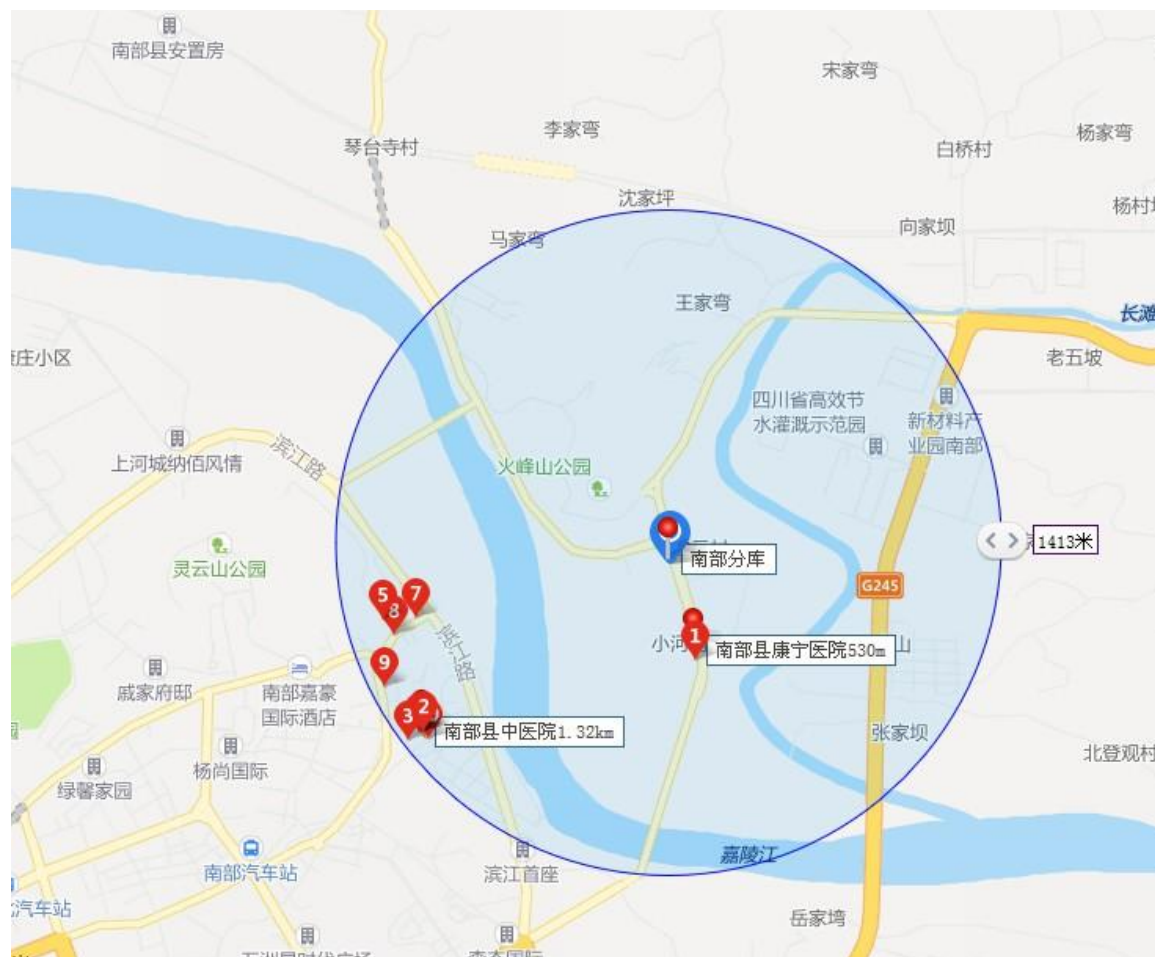 南部县安置房
宋家弯
李家弯
杨家弯
琴台寺村
白桥村
沈家坪
向家坝
马家弯
王家弯
长滩
老五坡
庄小区
四川省高效节
水灌溉示范园
新材料产
业园南部
滨江路
上河城纳佰风情
火峰山公园
1413米
南部分库
灵云山公园
G245
5
7
8
小河
1
南部县康宁医院530m
山
滨江路
9
戚家府邸
南部嘉豪
国际酒店
3
2
南部县中医院1.32km
张家坝
北登观村
杨尚国际
绿馨家园
嘉陵江
南部汽车站
滨江首座
汽车站
岳家塆